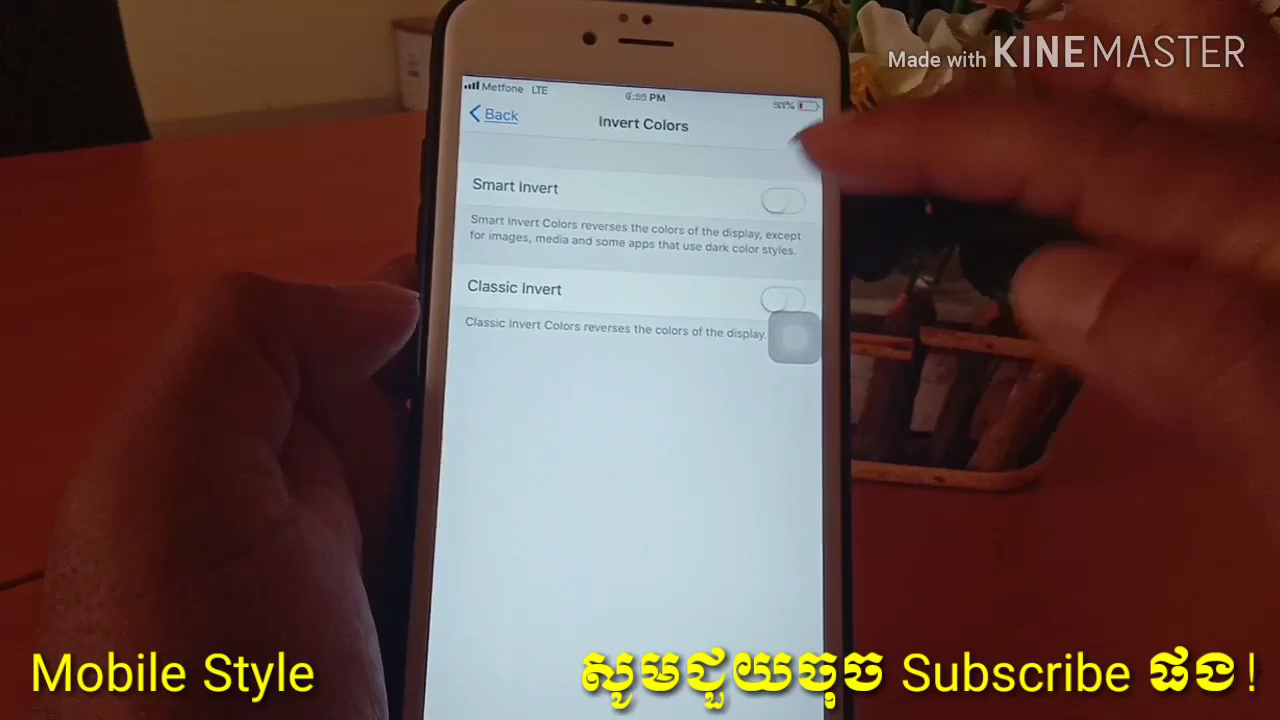 Made with KINEMASTER
Metfone LTE
PM
Back
Invert Colors
Smart Invert
Smart Invert Colors reverses the colors of the display, except
for images, media and some apps that use dark color styles.
Classic Invert
Classic Invert Colors reverses the colors of the display.
Mobile Style
សូមជួយចុច Subscribe ផង!